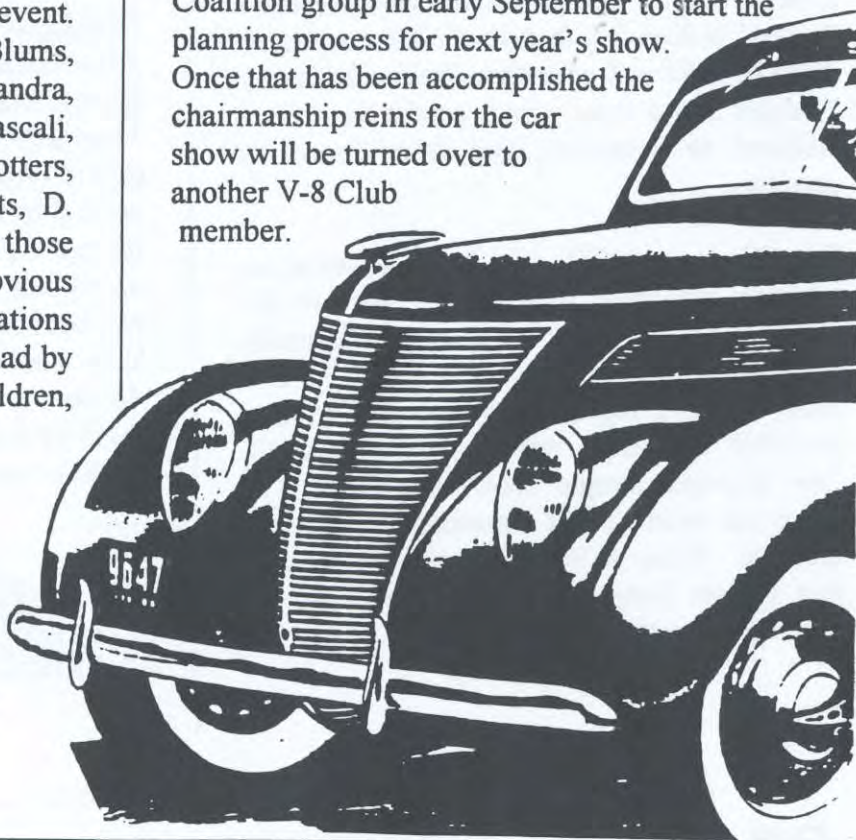 event.
Blums,
andra,
ascali,
otters,
ts, D.
those
ovious
ations
ad by
ldren,
Coalition group in early September to start the
planning process for next year's show.
Once that has been accomplished the
chairmanship reins for the car
show will be turned over to
another V-8 Club
member.
9647